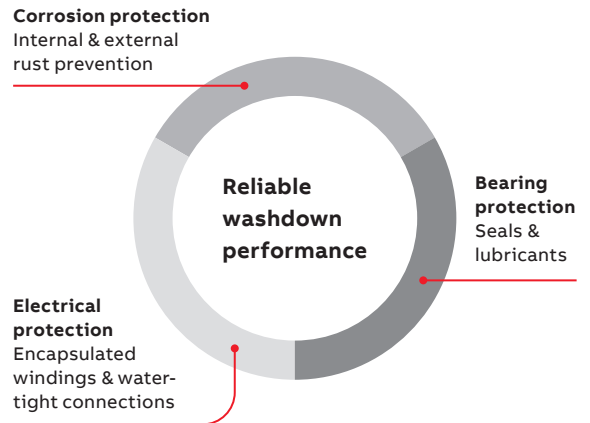 Corrosion protection
Internal & external
rust prevention
Reliable
washdown
performance
Bearing
protection
Seals &
lubricants
Electrical
protection
Encapsulated
windings & water-
tight connections